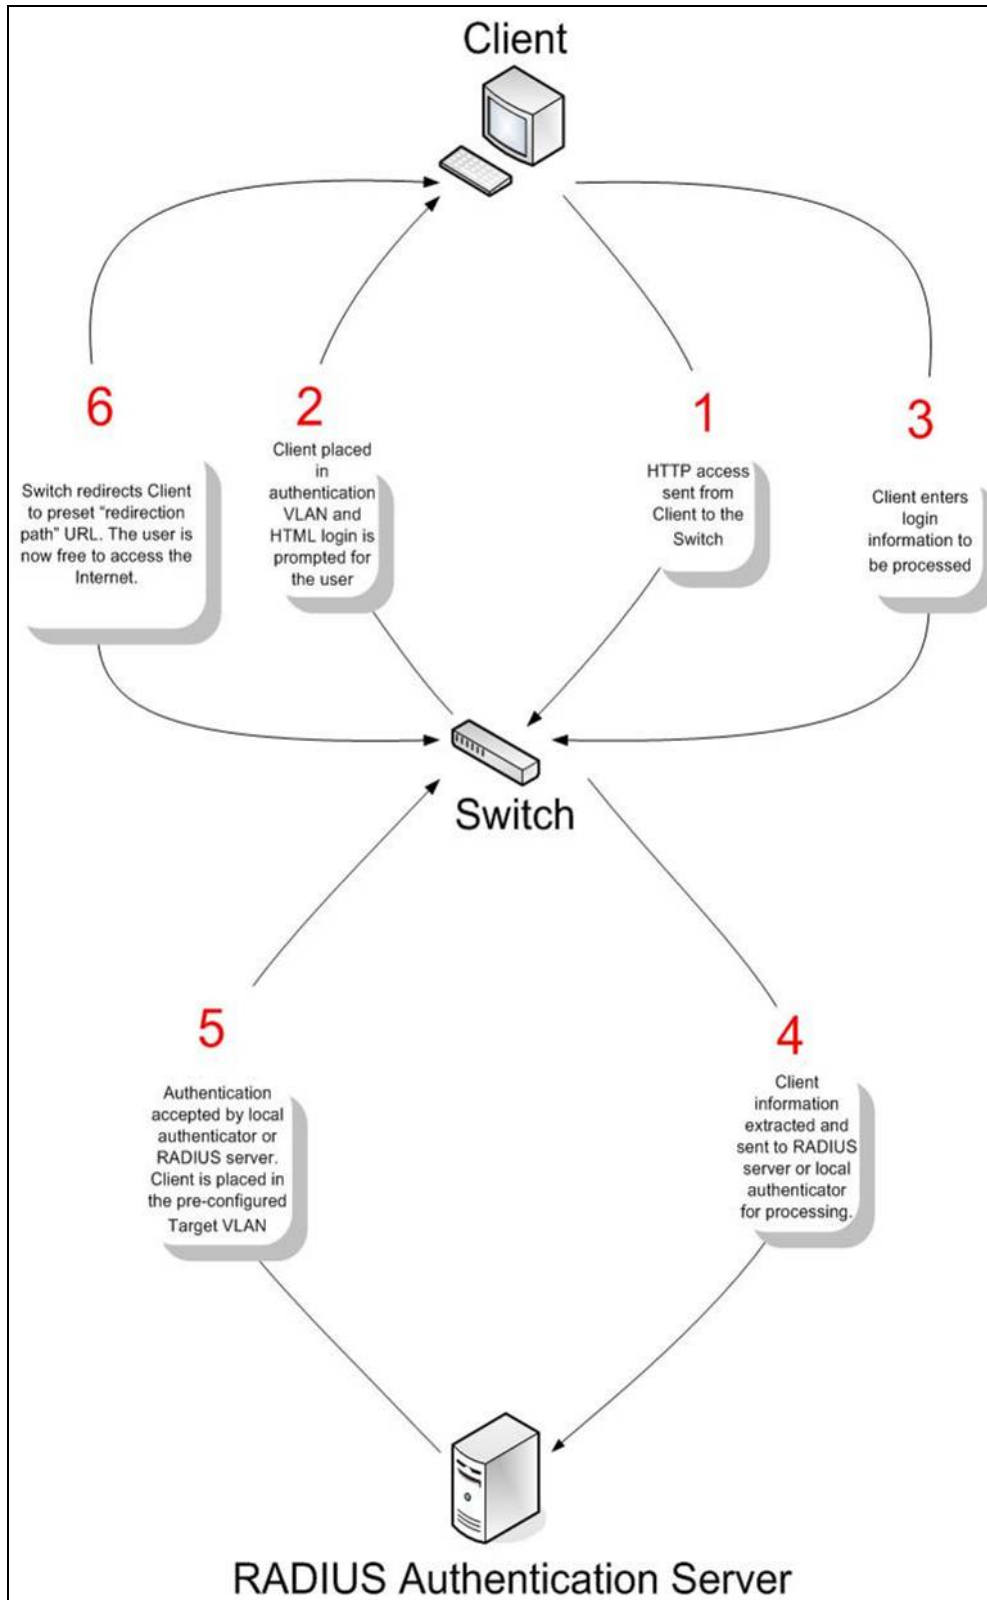 Client
6
Switch redirects Client
to preset “redirection
path” URL. The user is
now free to access the
Internet.
2
Client placed
in
authentication
VLAN and
HTML login is
prompted for
the user
1
HTTP access
sent from
Client to the
Switch
3
Client enters
login
information to
be processed
Switch
5
Authentication
accepted by local
authenticator or
RADIUS server.
Client is placed in
the pre-configured
Target VLAN
4
Client
information
extracted and
sent to RADIUS
server or local
authenticator
for processing.
RADIUS Authentication Server